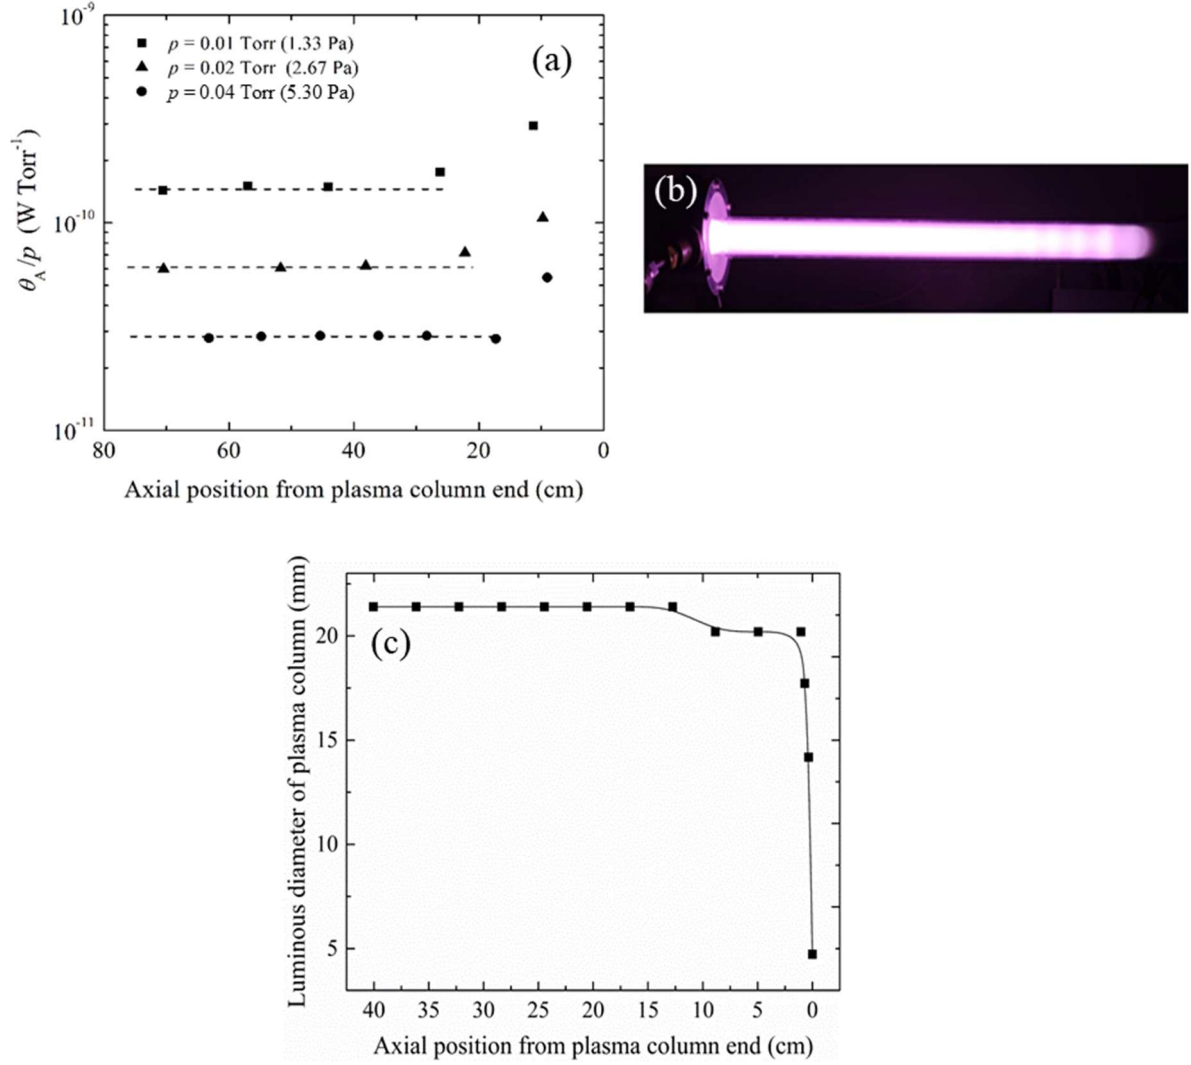 10⁻⁹
p = 0.01 Torr (1.33 Pa)
p = 0.02 Torr (2.67 Pa)
p = 0.04 Torr (5.30 Pa)
(a)
θ_A/p (W Torr⁻¹)
10⁻¹⁰
10⁻¹¹
80 60 40 20 0
Axial position from plasma column end (cm)
(b)
Luminous diameter of plasma column (mm)
(c)
20
15
10
5
40 35 30 25 20 15 10 5 0
Axial position from plasma column end (cm)